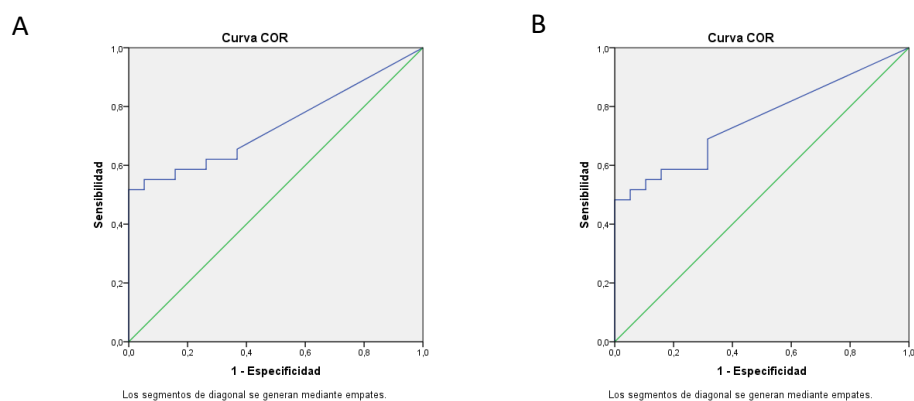 A
Curva COR
1,0
0,8
0,6
0,4
0,2
0,0
Sensibilidad
0,0 0,2 0,4 0,6 0,8 1,0
1 - Especificidad
Los segmentos de diagonal se generan mediante empates.
B
Curva COR
1,0
0,8
0,6
0,4
0,2
0,0
Sensibilidad
0,0 0,2 0,4 0,6 0,8 1,0
1 - Especificidad
Los segmentos de diagonal se generan mediante empates.